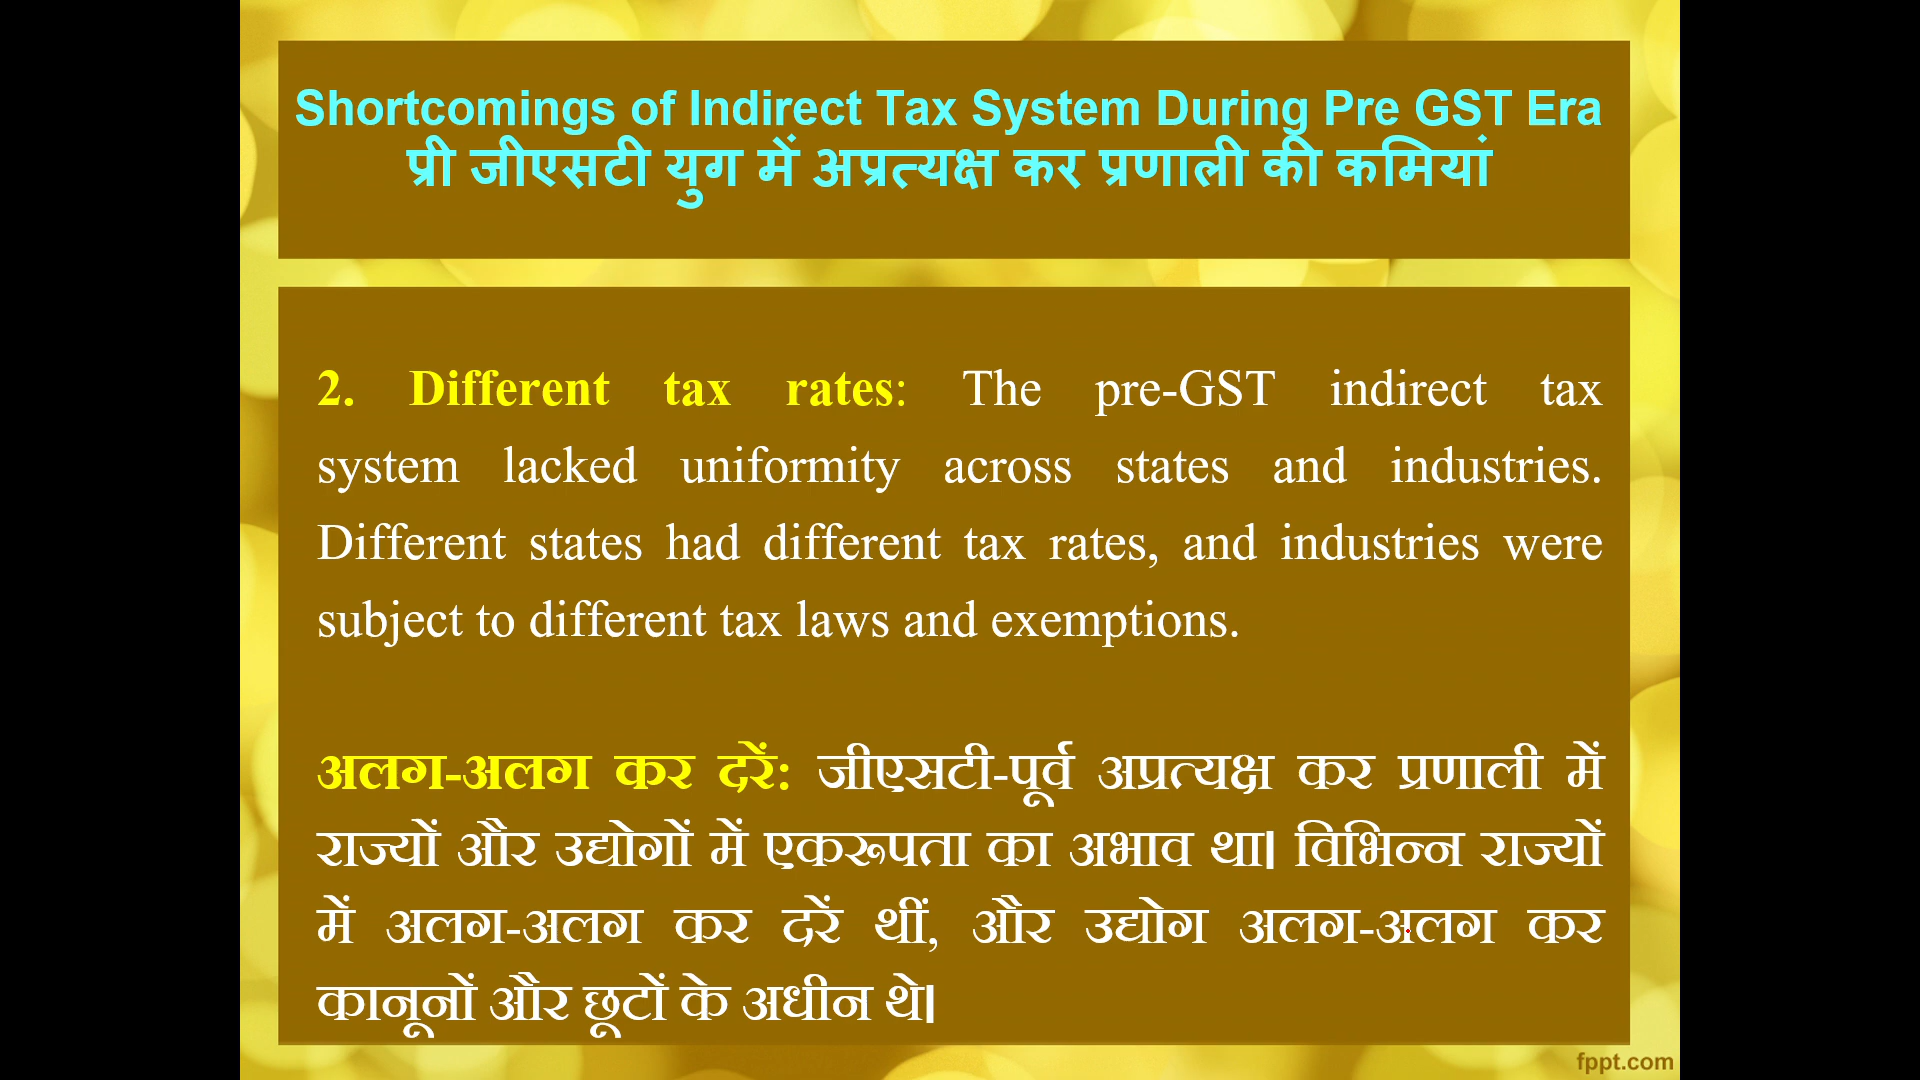 Shortcomings of Indirect Tax System During Pre GST Era
प्री जीएसटी युग में अप्रत्यक्ष कर प्रणाली की कमियां
2. Different tax rates: The pre-GST indirect tax
system lacked uniformity across states and industries.
Different states had different tax rates, and industries were
subject to different tax laws and exemptions.
अलग-अलग कर दरें: जीएसटी-पूर्व अप्रत्यक्ष कर प्रणाली में
राज्यों और उद्योगों में एकरूपता का अभाव था। विभिन्न राज्यों
में अलग-अलग कर दरें थीं, और उद्योग अलग-अलग कर
कानूनों और छूटों के अधीन थे।
fppt.com